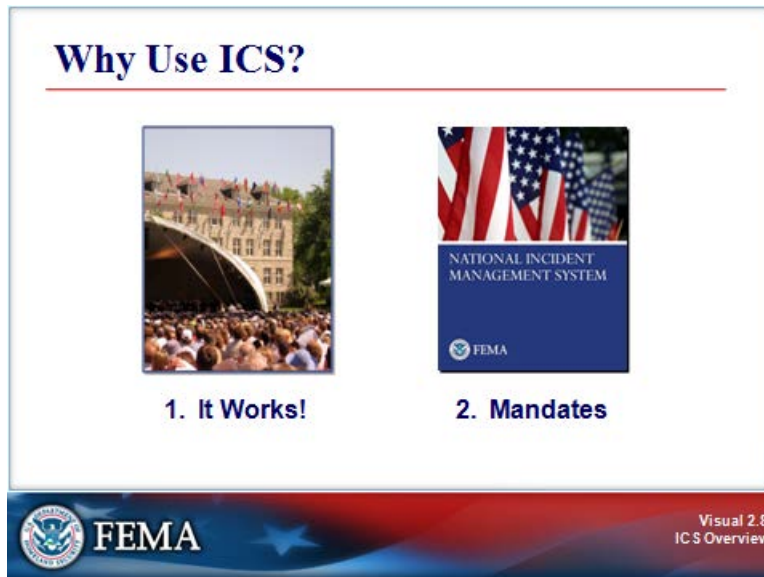 Why Use ICS?
NATIONAL INCIDENT
MANAGEMENT SYSTEM
FEMA
1. It Works!
2. Mandates
FEMA
Visual 2.8
ICS Overview